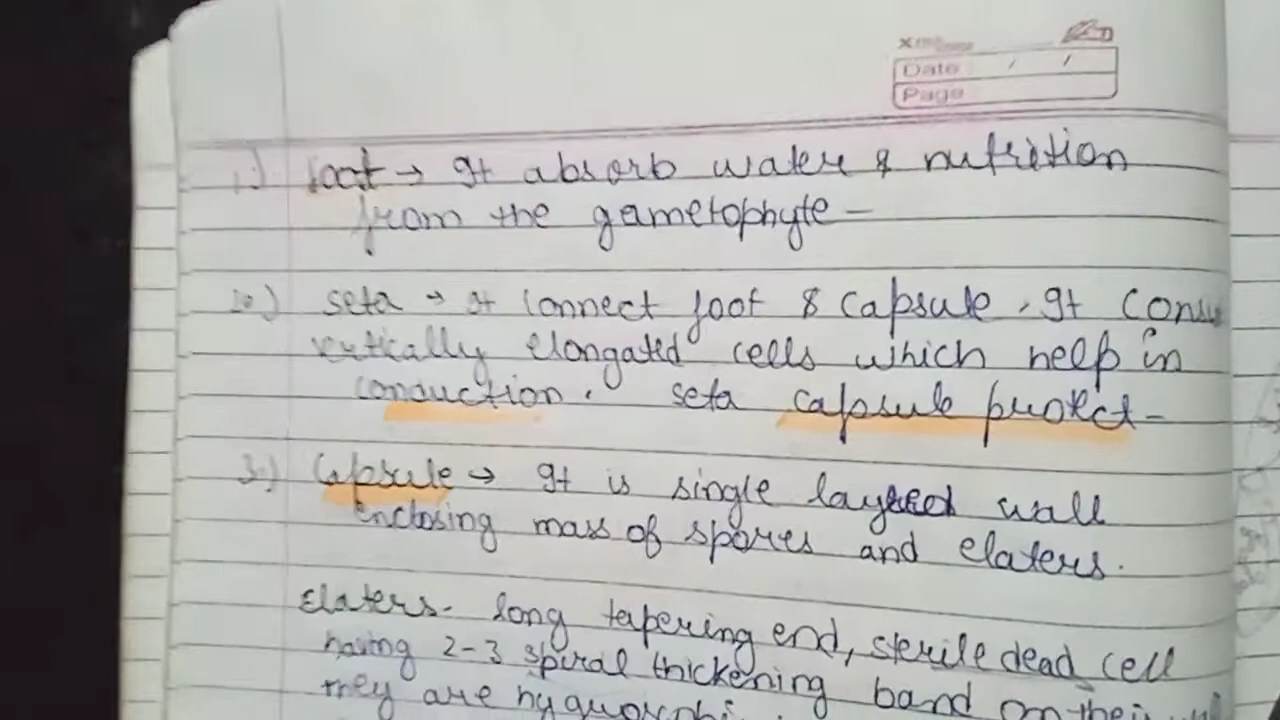 Date / /
Page
1.) foot → It absorb water & nutrition
from the gametophyte -
2.) seta → It connect foot & capsule. It
vertically elongated cells which help in
conduction. seta capsule protect -
3.) Capsule → It is single layered wall
enclosing mass of spores and elaters.
Elaters- long tapering end, sterile dead cell
having 2-3 spiral thickening band on their
they are